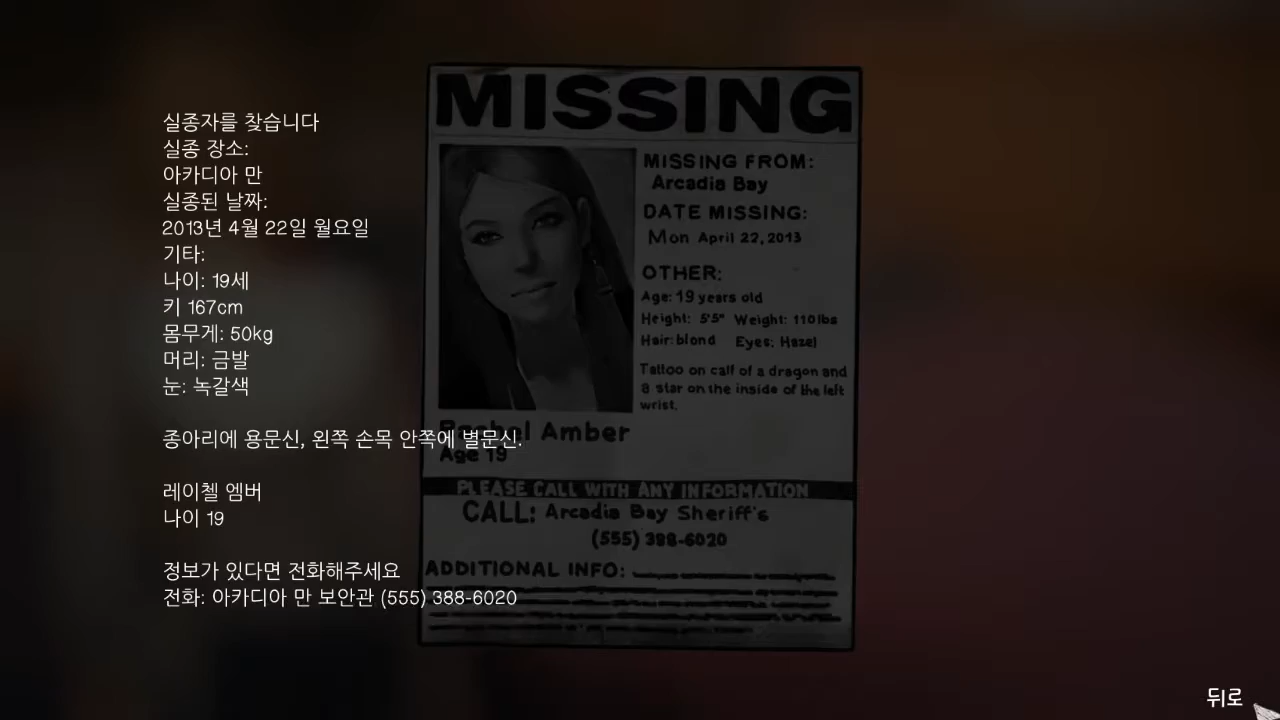 실종자를 찾습니다
실종 장소:
아카디아 만
실종된 날짜:
2013년 4월 22일 월요일
기타:
나이: 19세
키 167cm
몸무게: 50kg
머리: 금발
눈: 녹갈색
종아리에 용문신, 왼쪽 손목 안쪽에 별문신.
레이첼 엠버
나이 19
정보가 있다면 전화해주세요
전화: 아카디아 만 보안관 (555) 388-6020
MISSING
MISSING FROM:
Arcadia Bay
DATE MISSING:
Mon April 22, 2013
OTHER:
Age: 19 years old
Height: 5'5" Weight: 110lbs
Hair: blond Eyes: Hazel
Tattoo on calf of a dragon and
a star on the inside of the left
wrist.
Rachel Amber
Age 19
PLEASE CALL WITH ANY INFORMATION
CALL: Arcadia Bay Sheriff's
(555) 388-6020
ADDITIONAL INFO:
뒤로